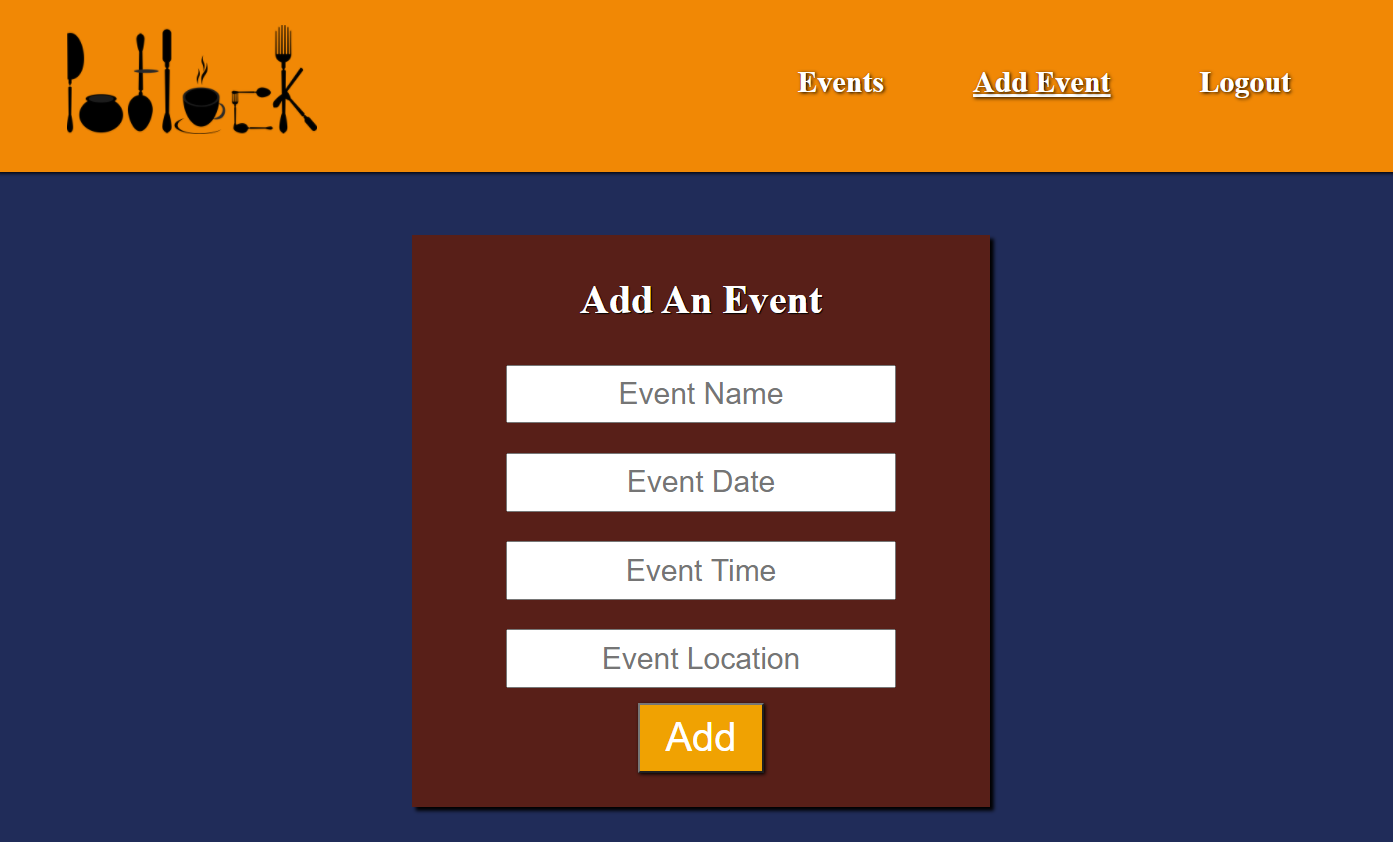 Potluck
Events
Add Event
Logout
Add An Event
Event Name
Event Date
Event Time
Event Location
Add